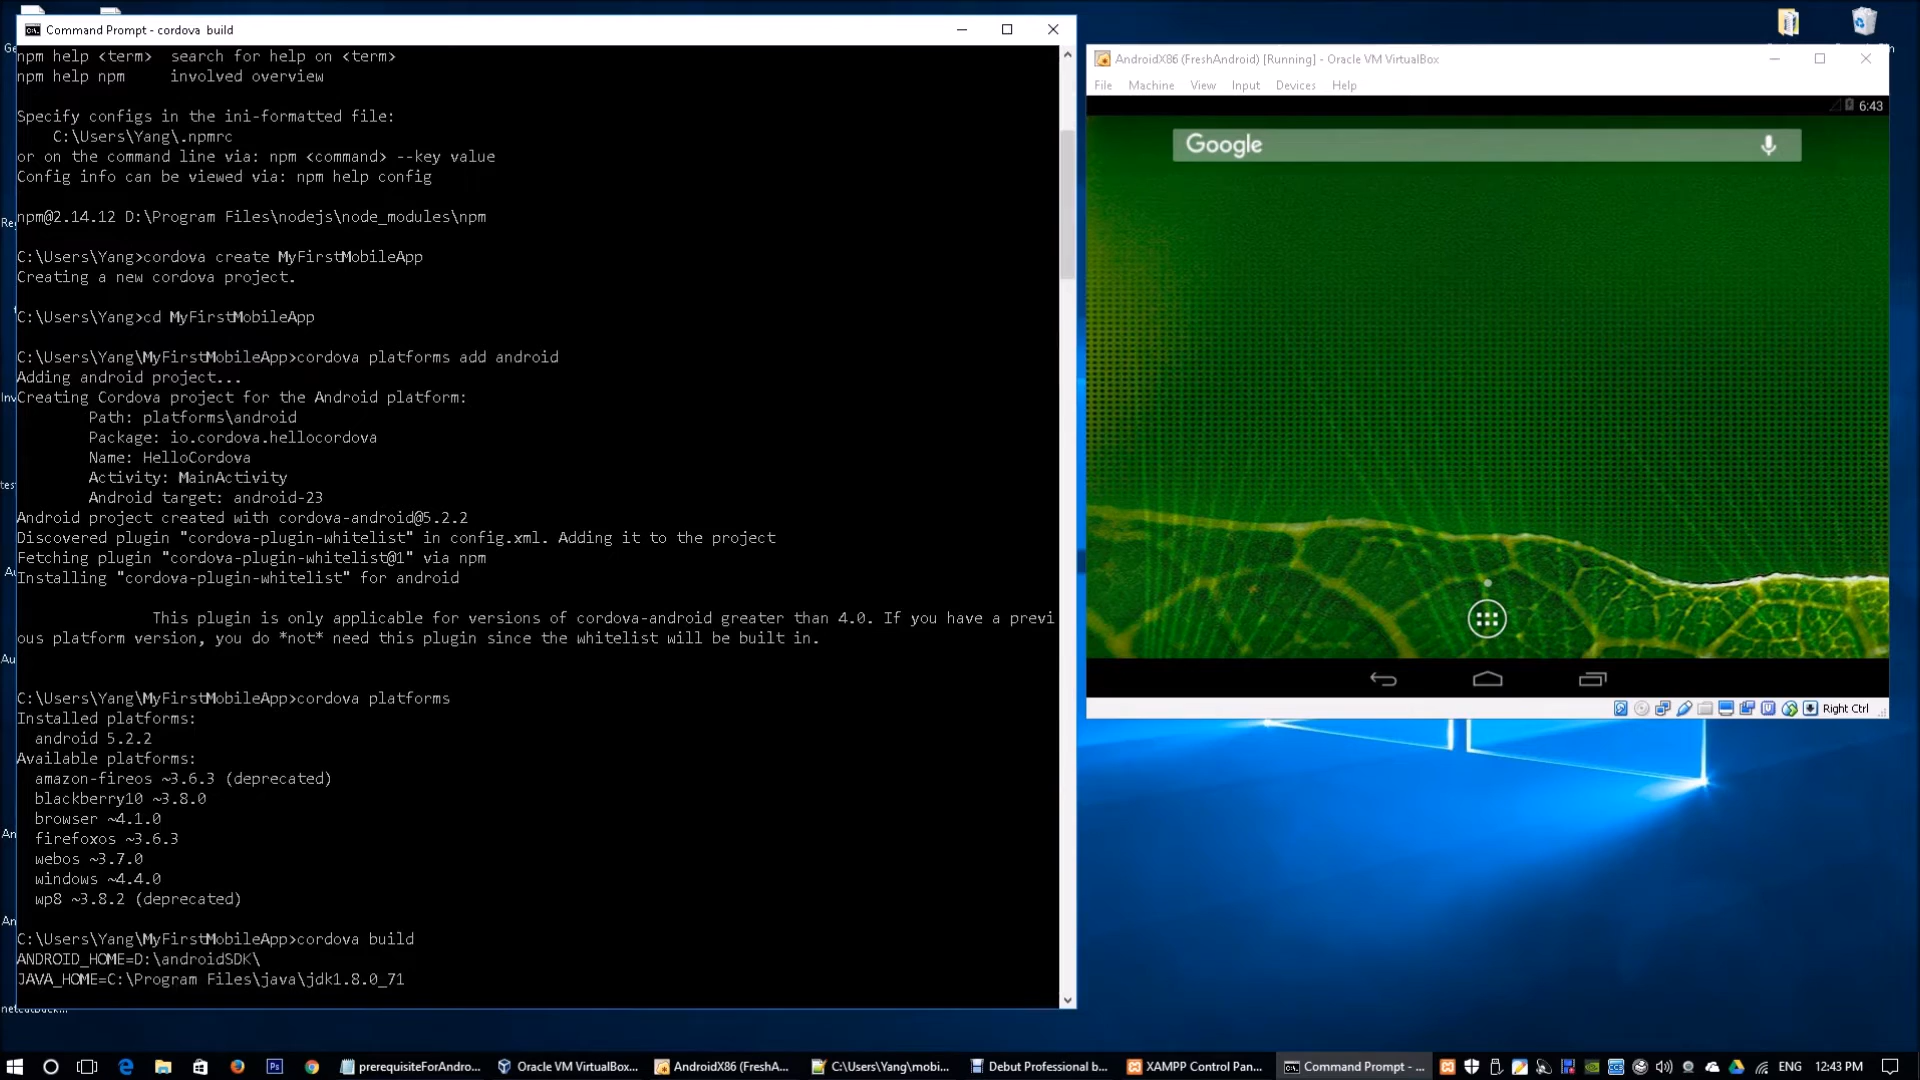 Command Prompt - cordova build
npm help <term>  search for help on <term>
npm help npm     involved overview
Specify configs in the ini-formatted file:
C:\Users\Yang\.npmrc
or on the command line via: npm <command> --key value
Config info can be viewed via: npm help config
npm@2.14.12 D:\Program Files\nodejs\node_modules\npm
C:\Users\Yang>cordova create MyFirstMobileApp
Creating a new cordova project.
C:\Users\Yang>cd MyFirstMobileApp
C:\Users\Yang\MyFirstMobileApp>cordova platforms add android
Adding android project...
Creating Cordova project for the Android platform:
Path: platforms\android
Package: io.cordova.hellocordova
Name: HelloCordova
Activity: MainActivity
Android target: android-23
Android project created with cordova-android@5.2.2
Discovered plugin "cordova-plugin-whitelist" in config.xml. Adding it to the project
Fetching plugin "cordova-plugin-whitelist@1" via npm
Installing "cordova-plugin-whitelist" for android
This plugin is only applicable for versions of cordova-android greater than 4.0. If you have a previ
ous platform version, you do *not* need this plugin since the whitelist will be built in.
C:\Users\Yang\MyFirstMobileApp>cordova platforms
Installed platforms:
android 5.2.2
Available platforms:
amazon-fireos ~3.6.3 (deprecated)
blackberry10 ~3.8.0
browser ~4.1.0
firefoxos ~3.6.3
webos ~3.7.0
windows ~4.4.0
wp8 ~3.8.2 (deprecated)
C:\Users\Yang\MyFirstMobileApp>cordova build
ANDROID_HOME=D:\androidSDK\
JAVA_HOME=C:\Program Files\java\jdk1.8.0_71
AndroidX86 (FreshAndroid) [Running] - Oracle VM VirtualBox
File Machine View Input Devices Help
6:43
Google
Right Ctrl
prerequisiteForAndro...
Oracle VM VirtualBox...
AndroidX86 (FreshA...
C:\Users\Yang\mobi...
Debut Professional b...
XAMPP Control Pan...
Command Prompt - ...
ENG
12:43 PM